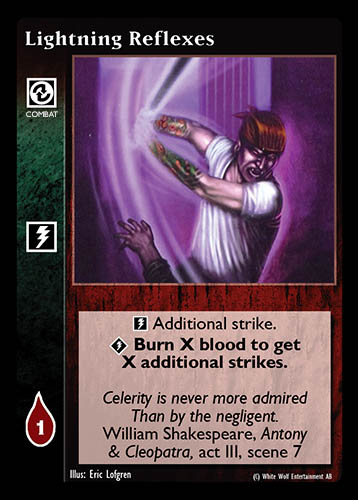 Lightning Reflexes
COMBAT
Additional strike.
Burn X blood to get
X additional strikes.
Celerity is never more admired
Than by the negligent.
William Shakespeare, Antony
& Cleopatra, act III, scene 7
1
Illus: Eric Lofgren
(C) White Wolf Entertainment AB